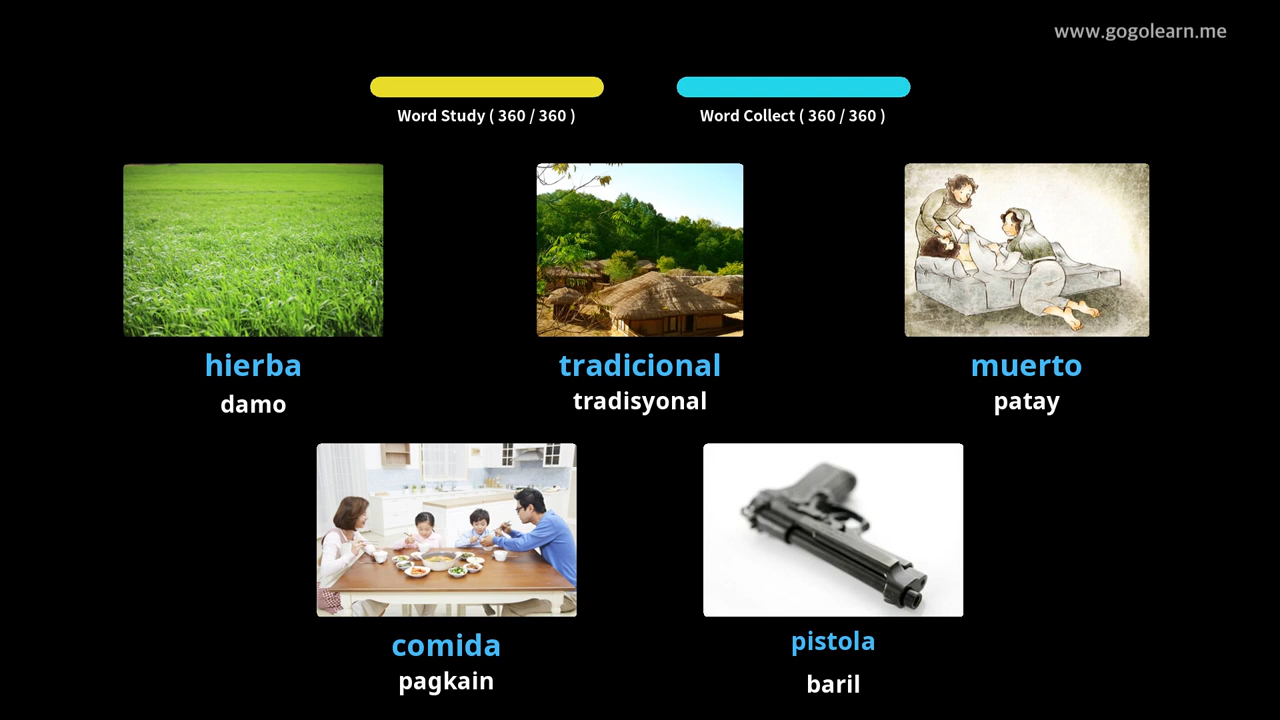 www.gogolearn.me
Word Study ( 360 / 360 )
Word Collect ( 360 / 360 )
hierba
damo
tradicional
tradisyonal
muerto
patay
comida
pagkain
pistola
baril